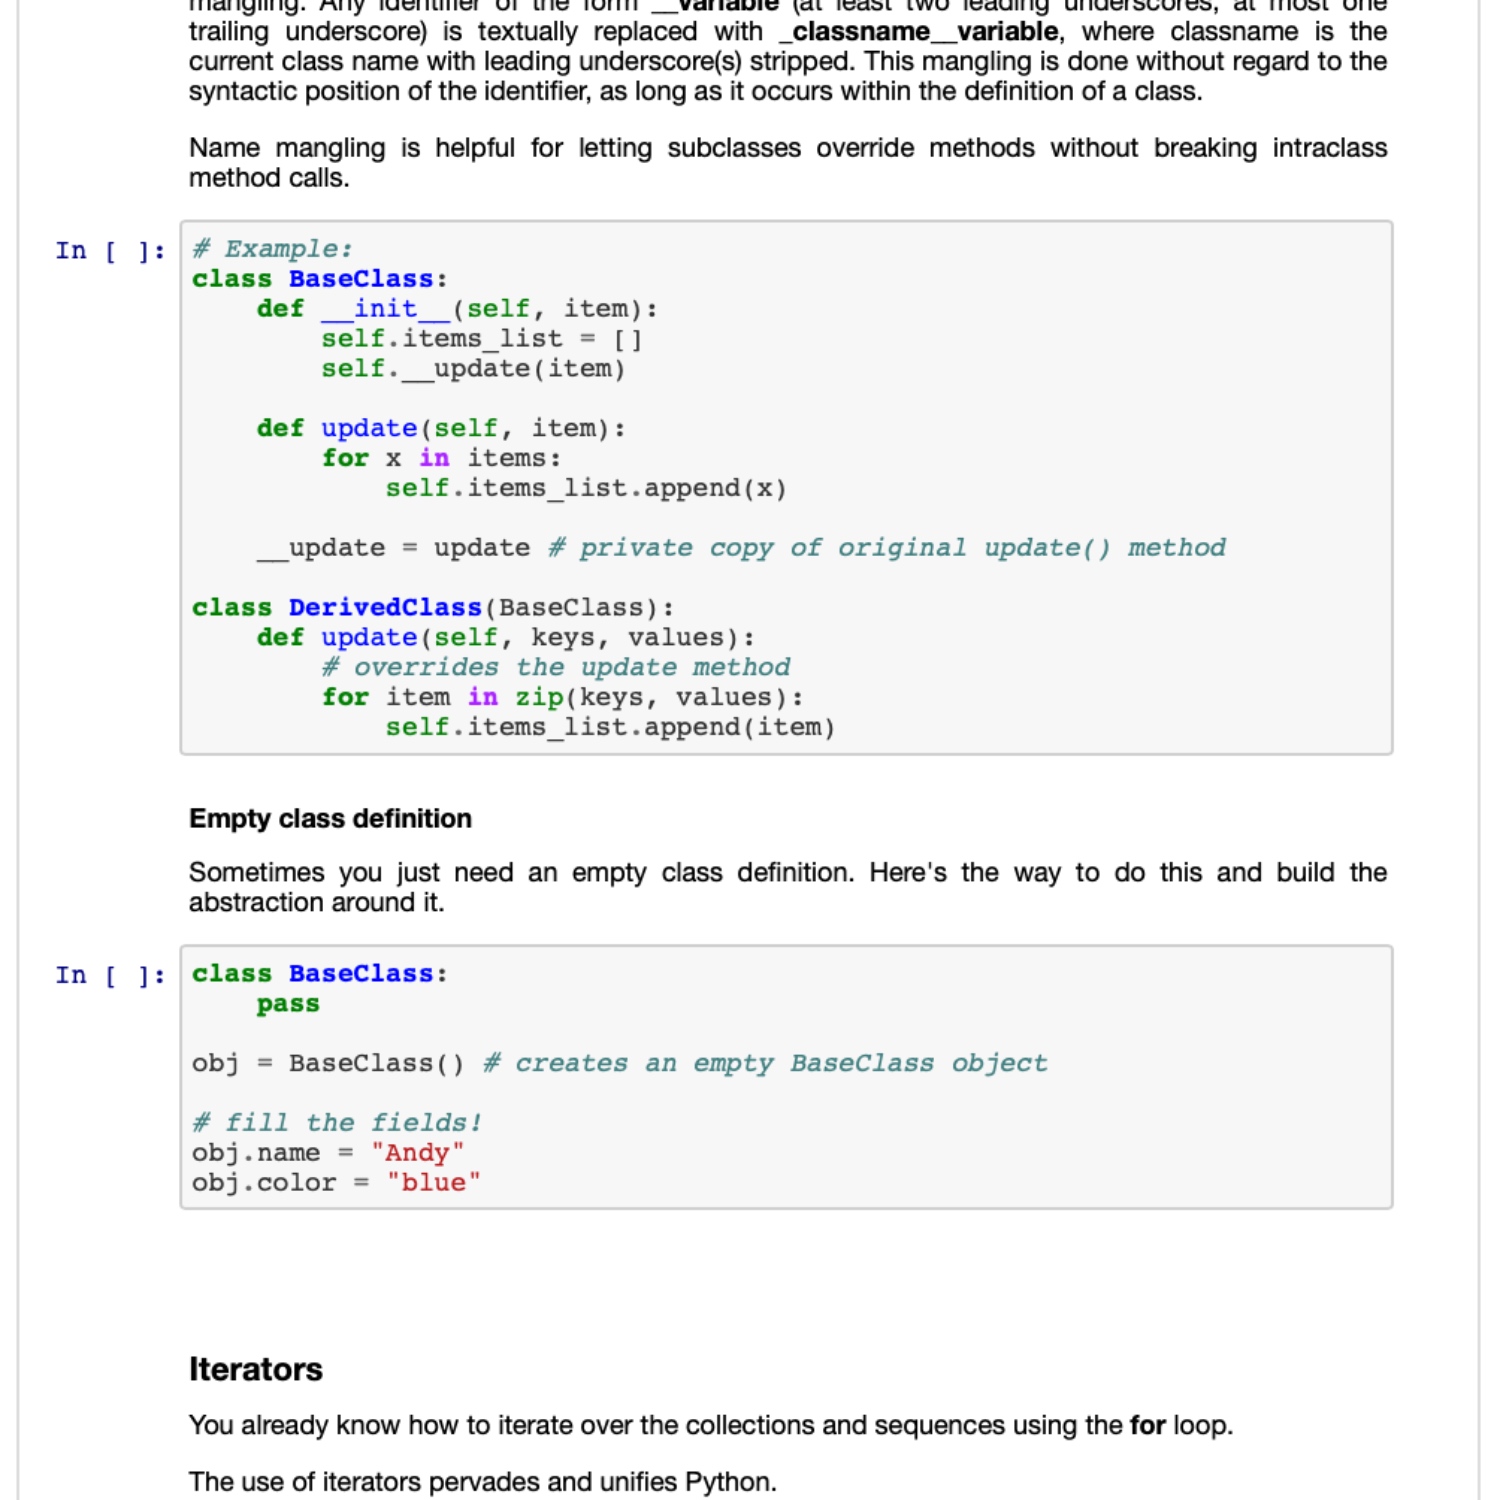 mangling. Any identifier of the form __variable (at least two leading underscores, at most one
trailing underscore) is textually replaced with _classname__variable, where classname is the
current class name with leading underscore(s) stripped. This mangling is done without regard to the
syntactic position of the identifier, as long as it occurs within the definition of a class.
Name mangling is helpful for letting subclasses override methods without breaking intraclass
method calls.
In [ ]:
# Example:
class BaseClass:
    def __init__(self, item):
        self.items_list = []
        self.__update(item)
    def update(self, item):
        for x in items:
            self.items_list.append(x)
    __update = update # private copy of original update() method
class DerivedClass(BaseClass):
    def update(self, keys, values):
        # overrides the update method
        for item in zip(keys, values):
            self.items_list.append(item)
Empty class definition
Sometimes you just need an empty class definition. Here's the way to do this and build the
abstraction around it.
In [ ]:
class BaseClass:
    pass
obj = BaseClass() # creates an empty BaseClass object
# fill the fields!
obj.name = "Andy"
obj.color = "blue"
Iterators
You already know how to iterate over the collections and sequences using the for loop.
The use of iterators pervades and unifies Python.